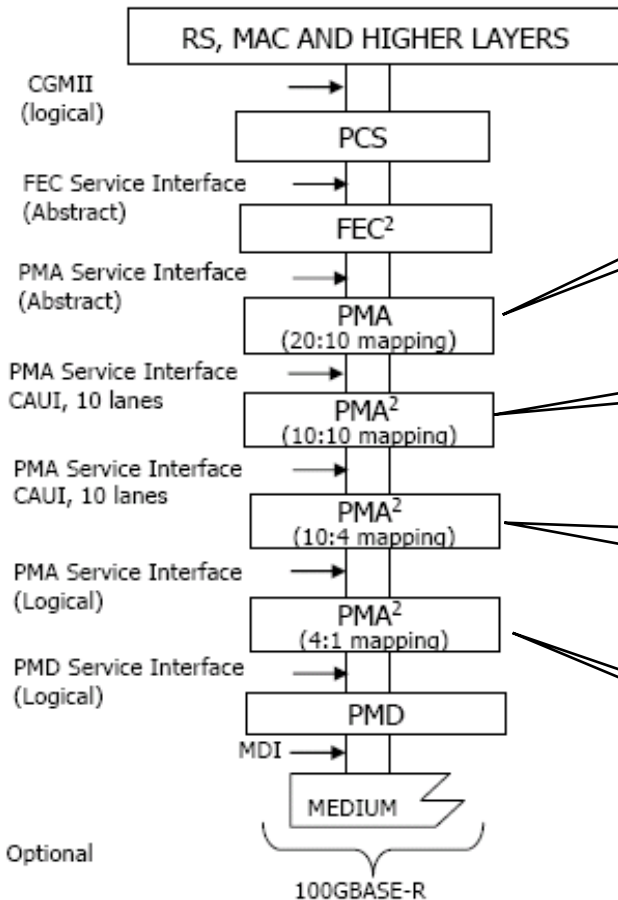 RS, MAC AND HIGHER LAYERS
CGMII
(logical)
PCS
FEC Service Interface
(Abstract)
FEC²
PMA Service Interface
(Abstract)
PMA
(20:10 mapping)
PMA Service Interface
CAUI, 10 lanes
PMA²
(10:10 mapping)
PMA Service Interface
CAUI, 10 lanes
PMA²
(10:4 mapping)
PMA Service Interface
(Logical)
PMA²
(4:1 mapping)
PMD Service Interface
(Logical)
PMD
MDI
MEDIUM
Optional
100GBASE-R